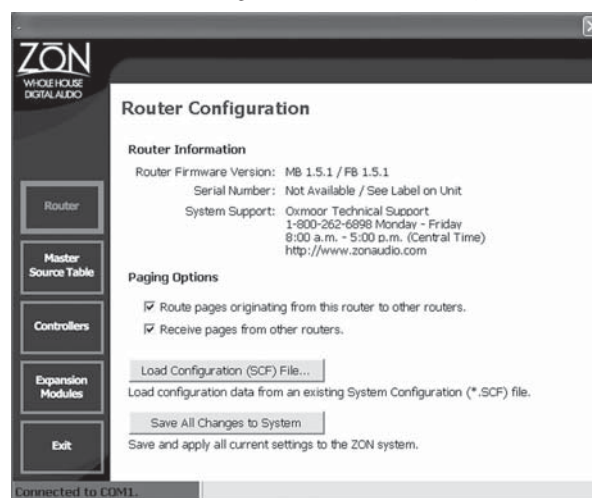 ZŌN
WHOLE HOUSE
DIGITAL AUDIO
Router Configuration
Router Information
Router Firmware Version: MB 1.5.1 / FB 1.5.1
Serial Number: Not Available / See Label on Unit
System Support: Oxmoor Technical Support
1-800-262-6898 Monday - Friday
8:00 a.m. - 5:00 p.m. (Central Time)
http://www.zonaudio.com
Paging Options
Route pages originating from this router to other routers.
Receive pages from other routers.
Load Configuration (SCF) File...
Load configuration data from an existing System Configuration (*.SCF) file.
Save All Changes to System
Save and apply all current settings to the ZON system.
Router
Master
Source Table
Controllers
Expansion
Modules
Exit
Connected to COM1.